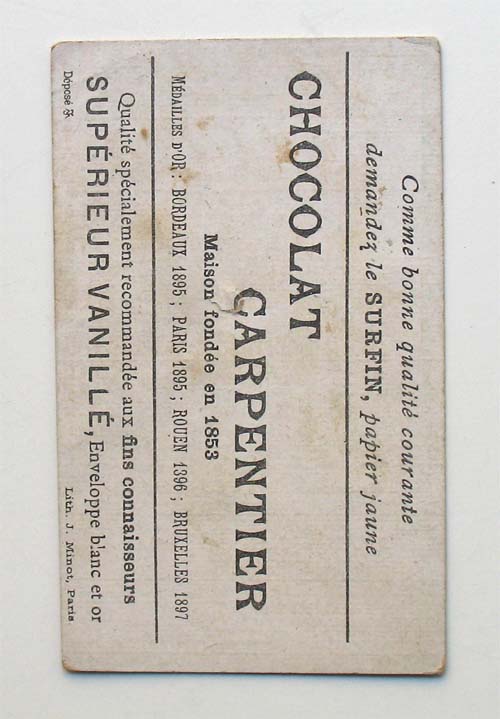 Comme bonne qualité courante
demandez le SURFIN, papier jaune
CHOCOLAT
CARPENTIER
Maison fondée en 1853
MÉDAILLES D'OR: BORDEAUX 1895; PARIS 1895; ROUEN 1896; BRUXELLES 1897
Qualité spécialement recommandée aux fins connaisseurs
SUPÉRIEUR VANILLÉ, Enveloppe blanc et or
Déposé
Lith. J. Minot, Paris